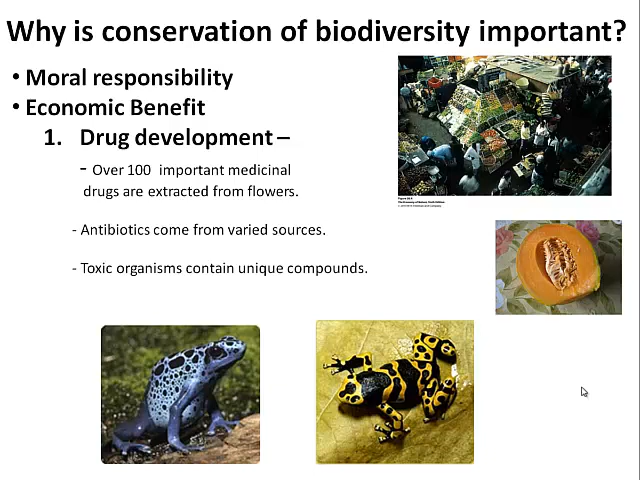 Why is conservation of biodiversity important?
• Moral responsibility
• Economic Benefit
1. Drug development –
- Over 100 important medicinal
drugs are extracted from flowers.
- Antibiotics come from varied sources.
- Toxic organisms contain unique compounds.